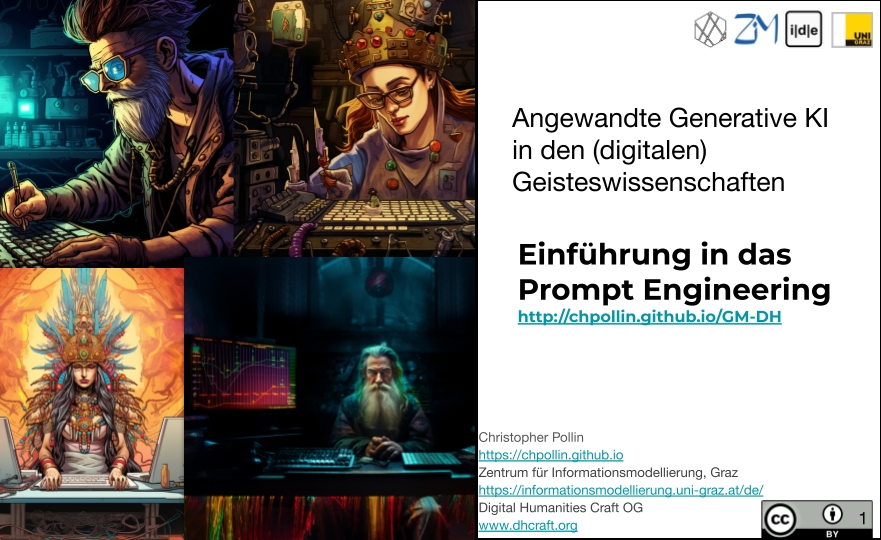 ZIM
i|d|e
UNI
GRAZ
Angewandte Generative KI
in den (digitalen)
Geisteswissenschaften
Einführung in das
Prompt Engineering
http://chpollin.github.io/GM-DH
Christopher Pollin
https://chpollin.github.io
Zentrum für Informationsmodellierung, Graz
https://informationsmodellierung.uni-graz.at/de/
Digital Humanities Craft OG
www.dhcraft.org
cc
BY
1